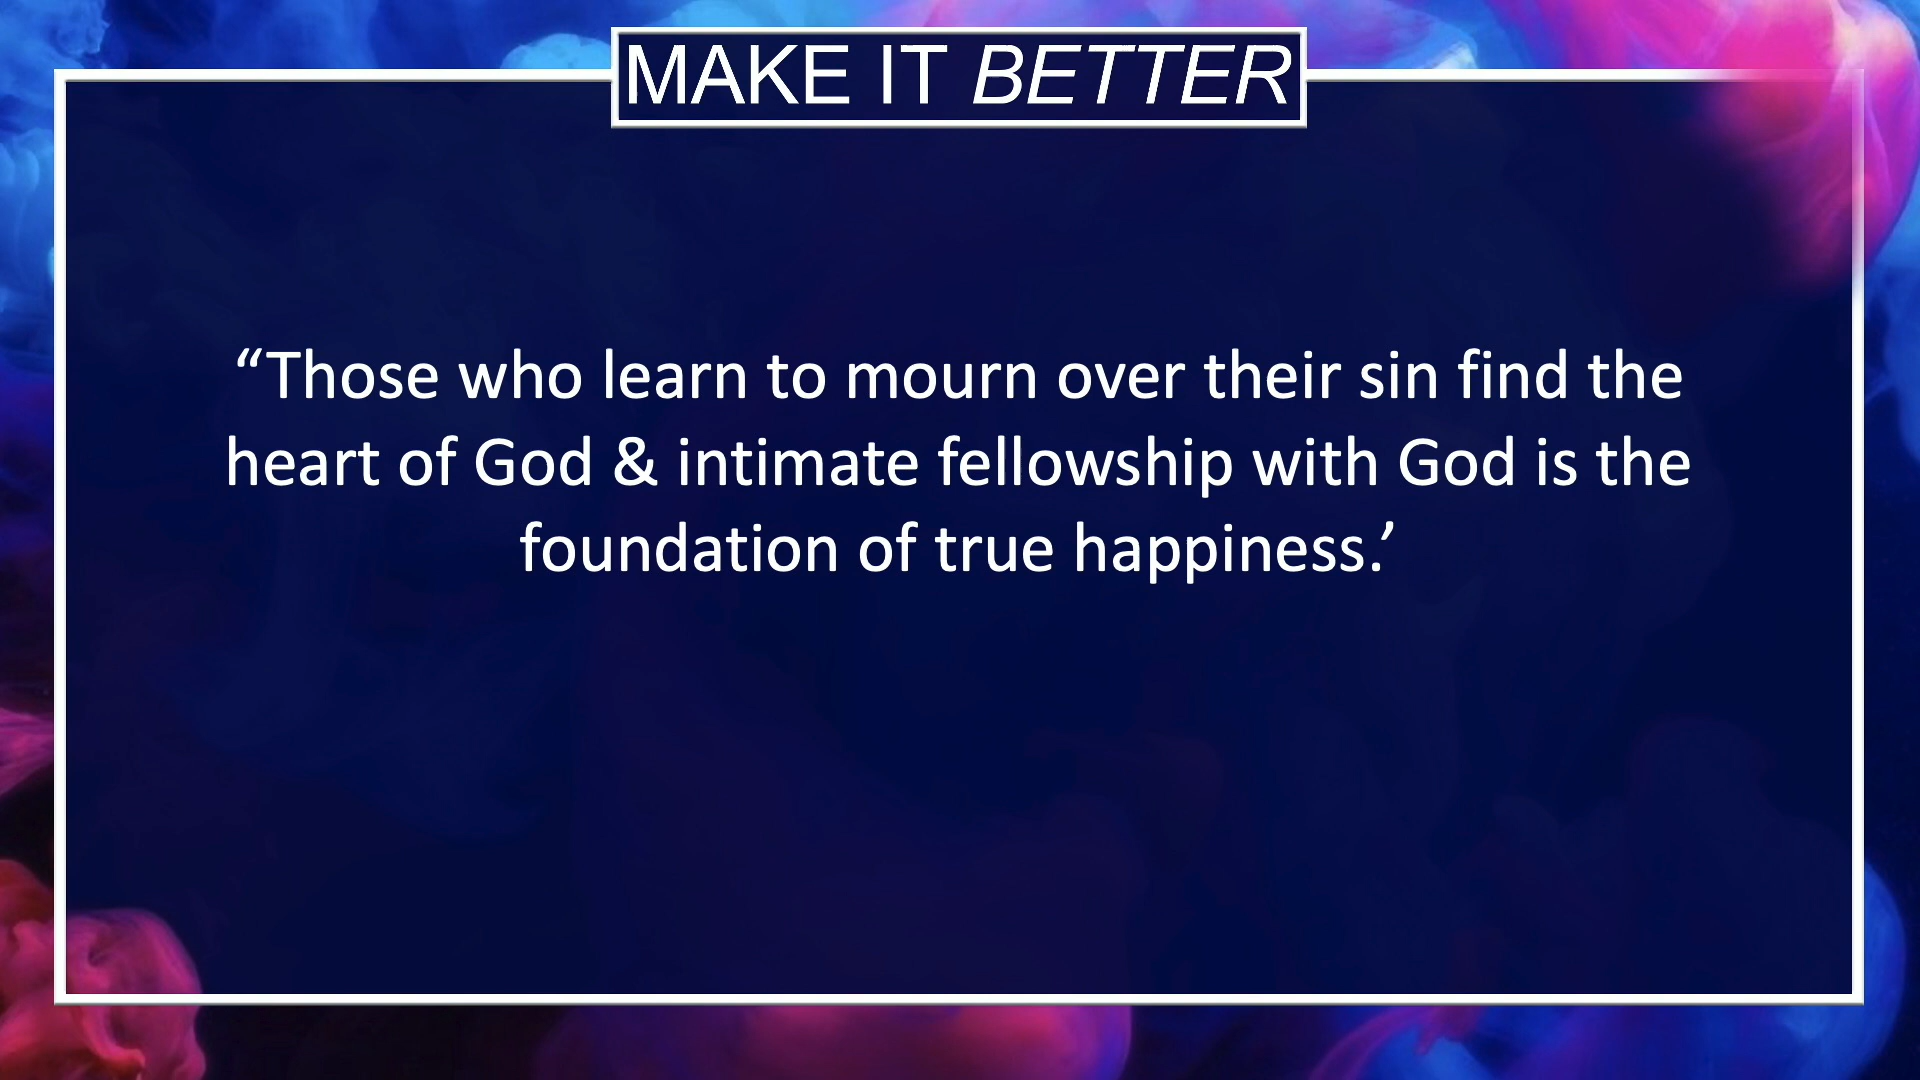 MAKE IT BETTER
“Those who learn to mourn over their sin find the
heart of God & intimate fellowship with God is the
foundation of true happiness.’